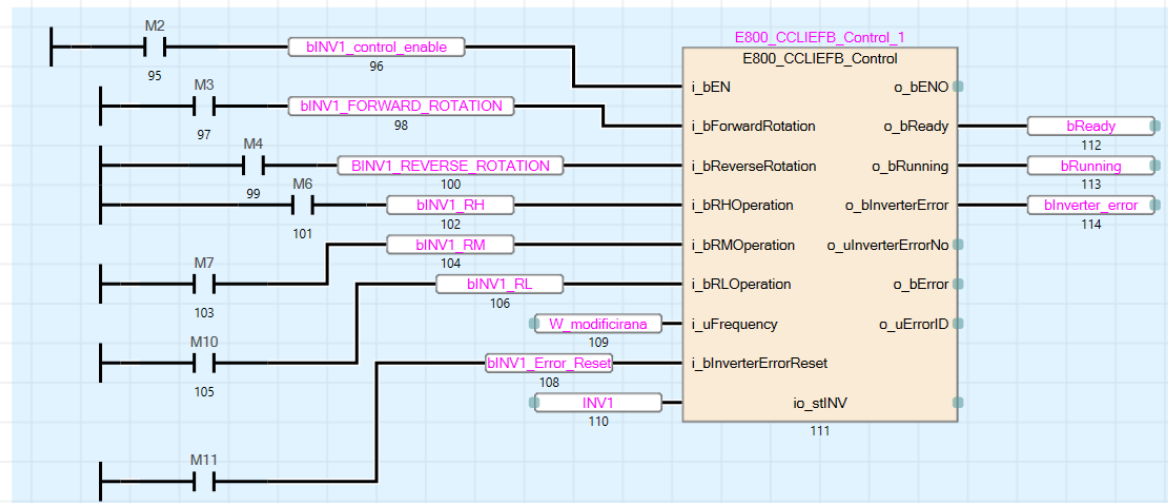 M2
E800_CCLIEFB_Control_1
bINV1_control_enable
E800_CCLIEFB_Control
95
96
M3
i_bEN
o_bENO
bINV1_FORWARD_ROTATION
97
98
i_bForwardRotation
o_bReady
bReady
112
M4
BINV1_REVERSE_ROTATION
i_bReverseRotation
o_bRunning
bRunning
99
100
113
M6
bINV1_RH
i_bRHOperation
o_bInverterError
bInverter_error
101
102
114
bINV1_RM
i_bRMOperation
o_uInverterErrorNo
M7
104
bINV1_RL
i_bRLOperation
o_bError
103
106
W_modificirana
i_uFrequency
o_uErrorID
M10
109
bINV1_Error_Reset
i_bInverterErrorReset
105
108
INV1
io_stINV
110
111
M11